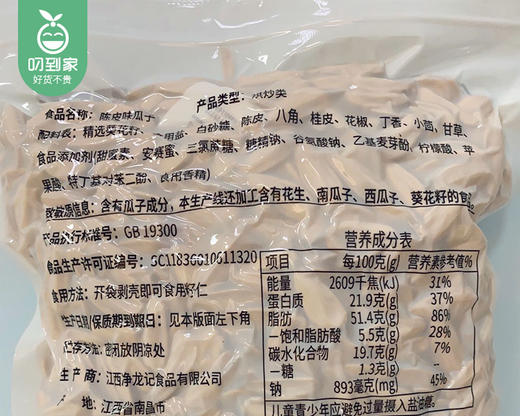 叨到家
好货不贵
食品名称：陈皮味瓜子
产品类型：烘炒类
配料表：精选葵花籽、食用盐、白砂糖、陈皮、八角、桂皮、花椒、丁香、小茴、甘草、
食品添加剂(甜蜜素、安赛蜜、三氯蔗糖、糖精钠、谷氨酸钠、乙基麦芽酚、柠檬酸、苹
果酸、特丁基对苯二酚、食用香精)
致敏源信息：含有瓜子成分，本生产线还加工含有花生、南瓜子、西瓜子、葵花籽的食品
产品执行标准号：GB 19300
食品生产许可证编号：SC11836010611320
食用方法：开袋剥壳即可食用籽仁
生产日期(保质期到期日)：见本版面左下角
贮存方法：密闭放阴凉处
生产商：江西净龙记食品有限公司
产地：江西省南昌市
营养成分表
项目 每100克(g) 营养素参考值%
能量 2609千焦(kJ) 31%
蛋白质 21.9克(g) 37%
脂肪 51.4克(g) 86%
-饱和脂肪酸 5.5克(g) 28%
碳水化合物 19.7克(g) 7%
-糖 1.3克(g) --
钠 893毫克(mg) 45%
儿童青少年应避免过量摄入盐油糖。